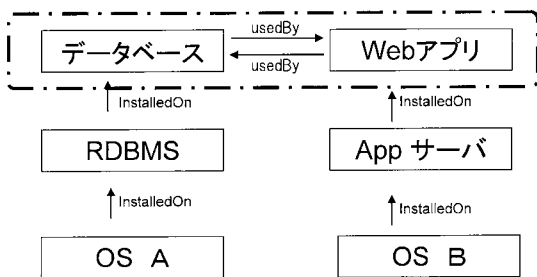 usedBy
データベース
Webアプリ
usedBy
InstalledOn
InstalledOn
RDBMS
App サーバ
InstalledOn
InstalledOn
OS A
OS B